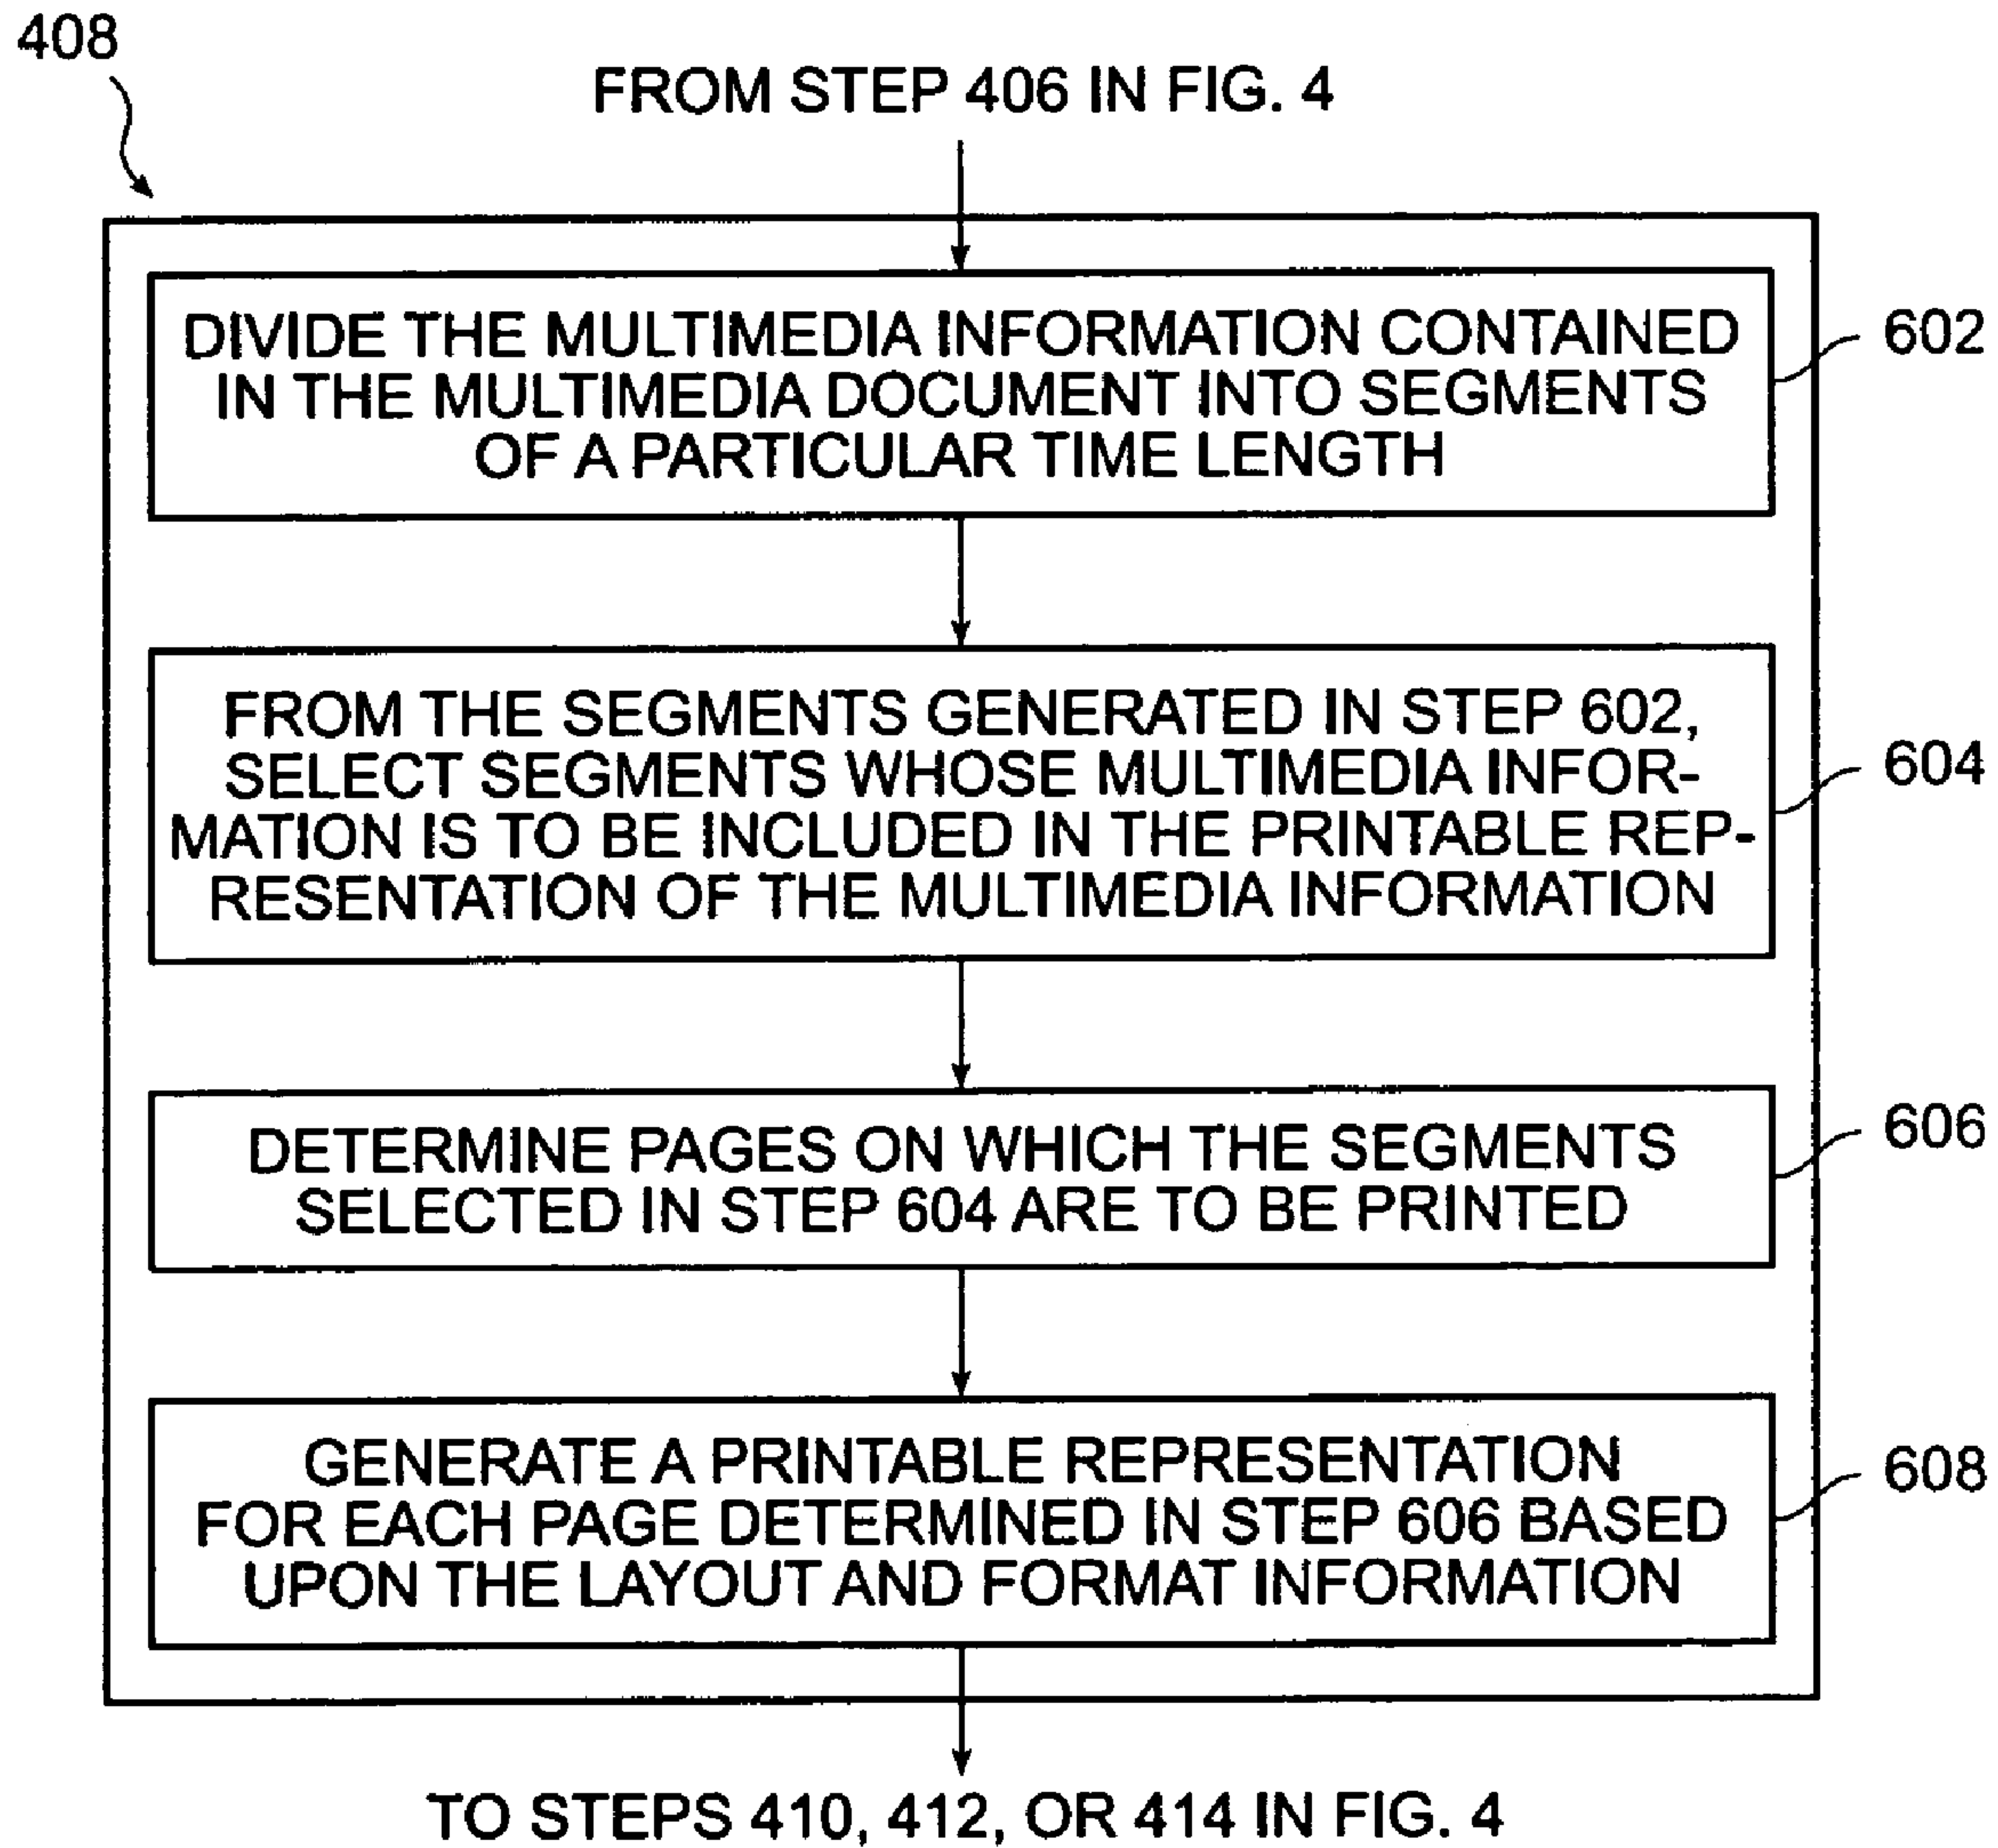 408
FROM STEP 406 IN FIG. 4
DIVIDE THE MULTIMEDIA INFORMATION CONTAINED
IN THE MULTIMEDIA DOCUMENT INTO SEGMENTS
OF A PARTICULAR TIME LENGTH
602
FROM THE SEGMENTS GENERATED IN STEP 602,
SELECT SEGMENTS WHOSE MULTIMEDIA INFOR-
MATION IS TO BE INCLUDED IN THE PRINTABLE REP-
RESENTATION OF THE MULTIMEDIA INFORMATION
604
DETERMINE PAGES ON WHICH THE SEGMENTS
SELECTED IN STEP 604 ARE TO BE PRINTED
606
GENERATE A PRINTABLE REPRESENTATION
FOR EACH PAGE DETERMINED IN STEP 606 BASED
UPON THE LAYOUT AND FORMAT INFORMATION
608
TO STEPS 410, 412, OR 414 IN FIG. 4